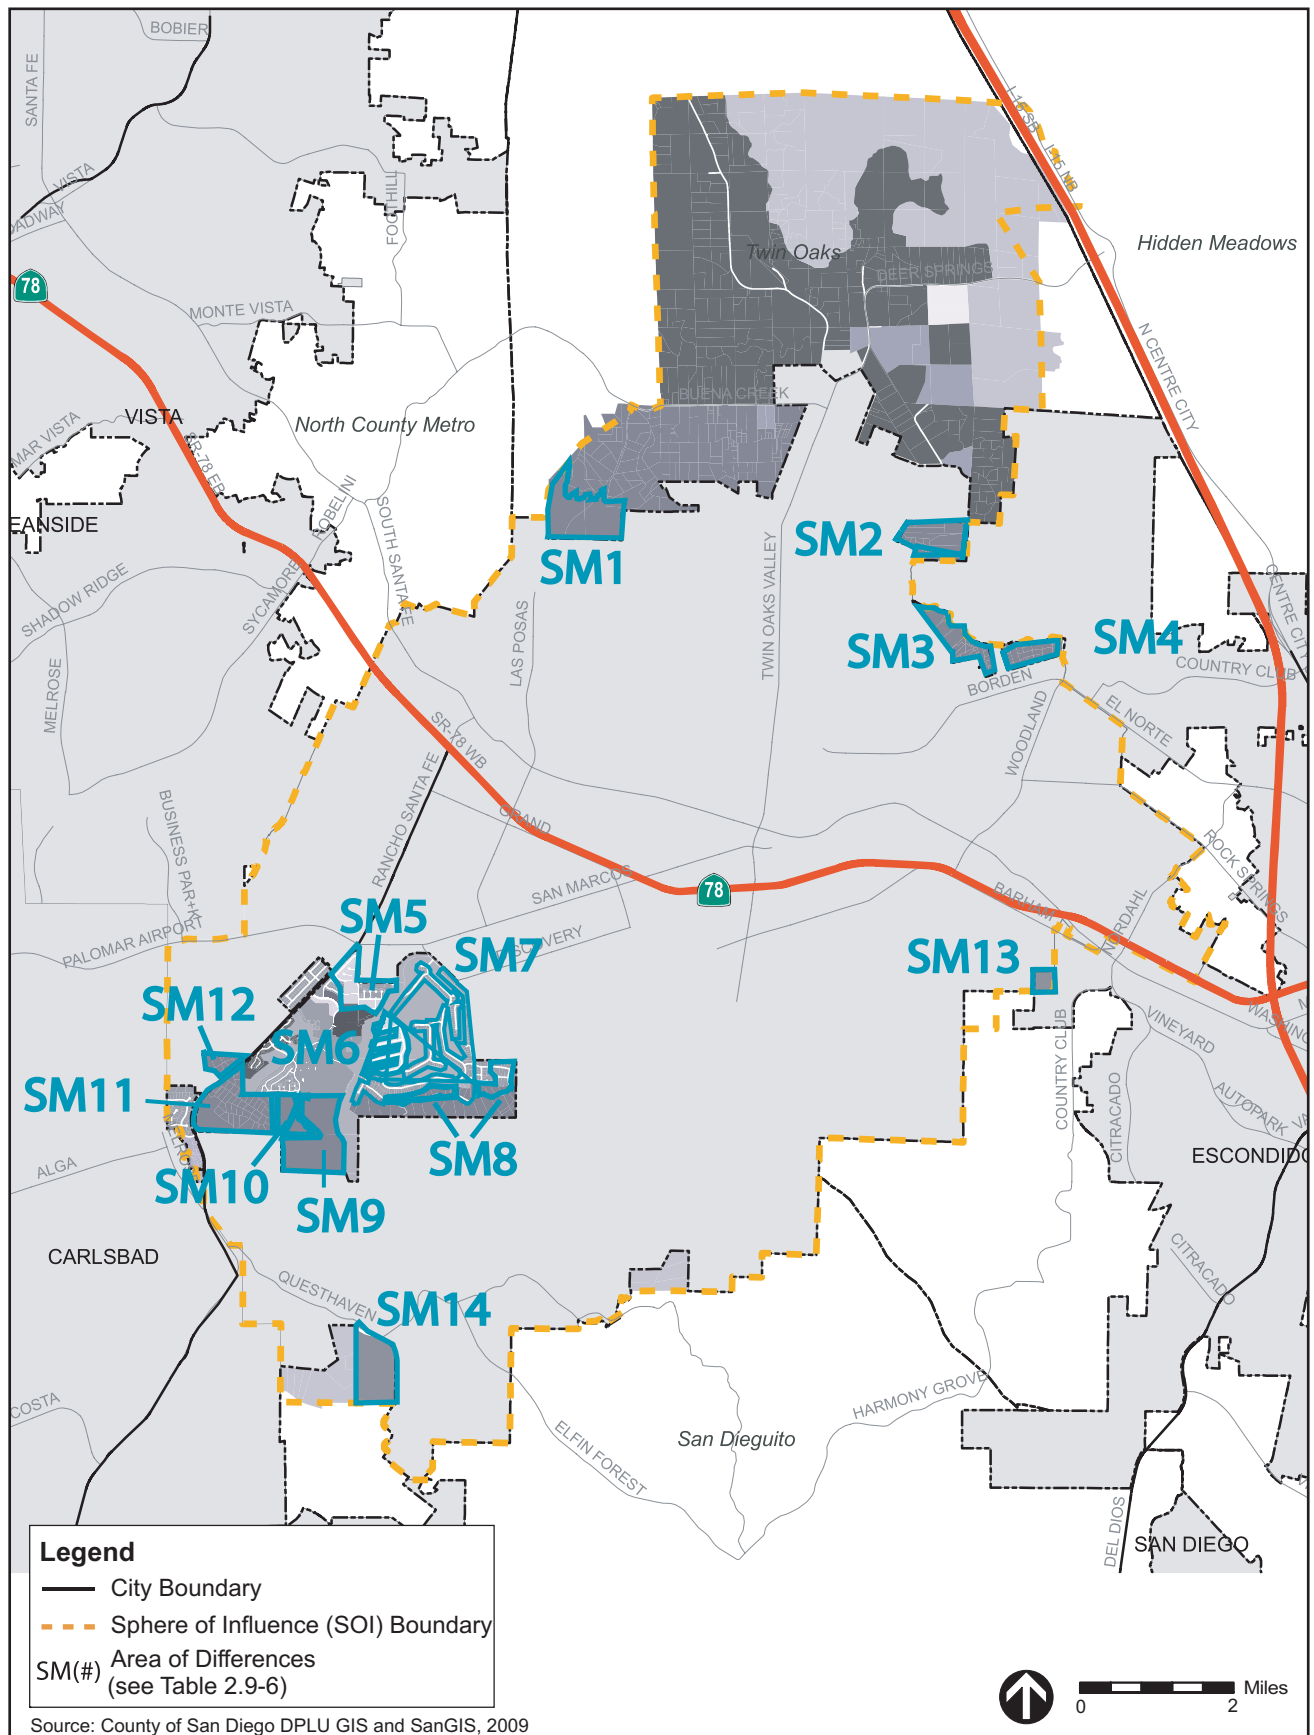 BOBIER
SANTA FE
I-15 SB
I-15 NB
VISTA
FOOTHILL
Hidden Meadows
Twin Oaks
DEER SPRINGS
78
MONTE VISTA
N CENTRE CITY
BUENA CREEK
VISTA
North County Metro
MAR VISTA
SR-78 EB
ROBELINI
SOUTH SANTA FE
EANSIDE
SM1
SM2
TWIN OAKS VALLEY
SHADOW RIDGE
SYCAMORE
CENTRE CITY
LAS POSAS
SM3
SM4
COUNTRY CLUB
MELROSE
BORDEN
EL NORTE
WOODLAND
SR-78 WB
RANCHO SANTA FE
BUSINESS PARK
GRAND
ROCK SPRINGS
SAN MARCOS
78
BARHAM
NORDAHL
SM5
PALOMAR AIRPORT
DISCOVERY
SM7
SM13
SM12
SM6
COUNTRY CLUB
VINEYARD
SM11
CITRACADO
AUTOPARK
ALGA
SM10
SM8
ESCONDIDO
SM9
CARLSBAD
CITRACADO
QUESTHAVEN
SM14
COSTA
HARMONY GROVE
San Dieguito
ELFIN FOREST
DEL DIOS
SAN DIEGO
Legend
City Boundary
Sphere of Influence (SOI) Boundary
SM(#) Area of Differences
(see Table 2.9-6)
0 2 Miles
Source: County of San Diego DPLU GIS and SanGIS, 2009